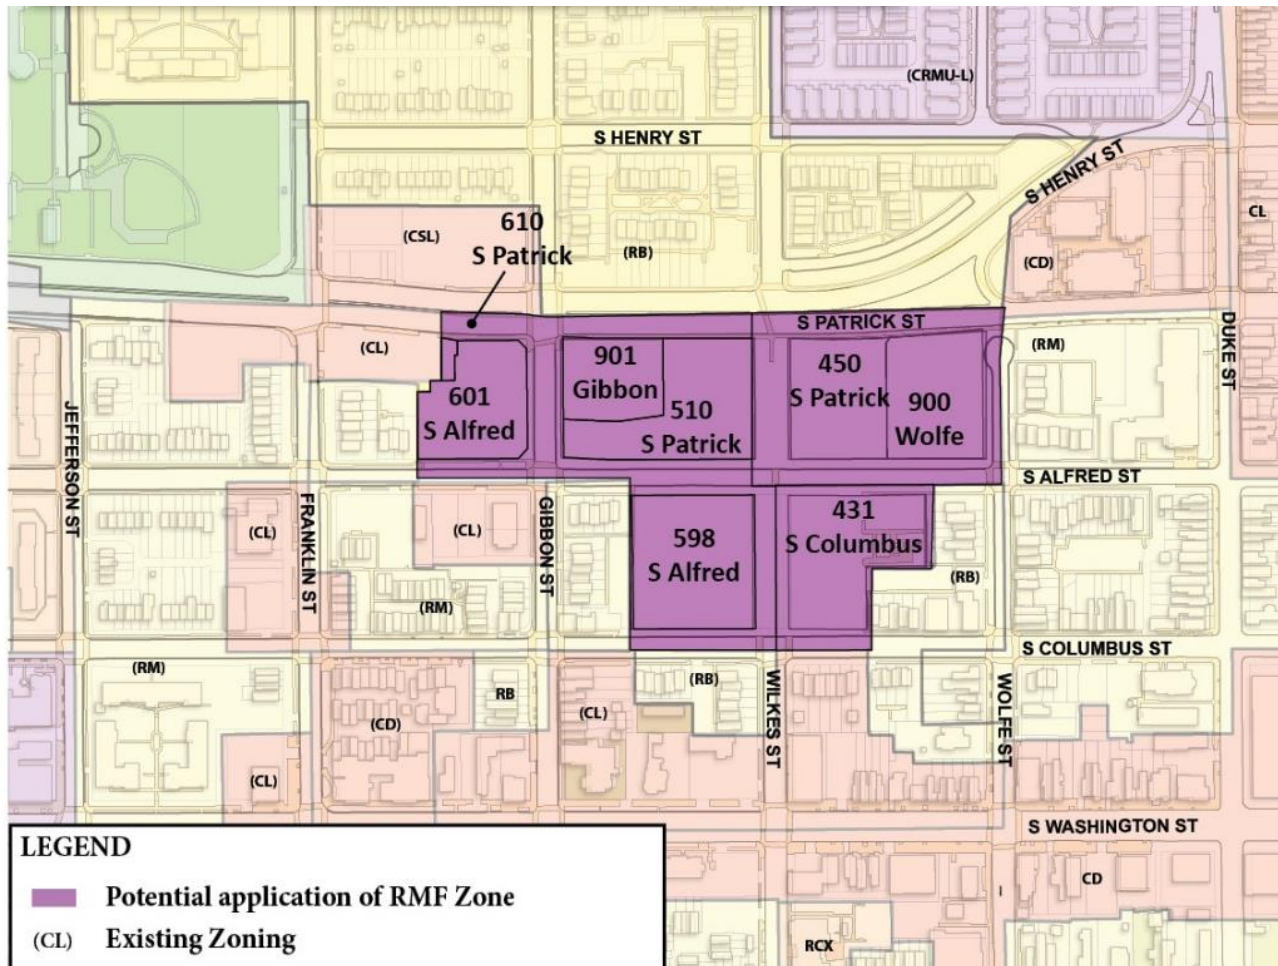 (CRMU-L)
S HENRY ST
S HENRY ST
CL
(CSL)
610
S Patrick
(RB)
(CD)
S PATRICK ST
DUKE ST
(CL)
901
Gibbon
450
S Patrick
(RM)
601
S Alfred
510
S Patrick
900
Wolfe
JEFFERSON ST
S ALFRED ST
FRANKLIN ST
GIBBON ST
(CL)
(CL)
598
S Alfred
431
S Columbus
(RB)
(RM)
S COLUMBUS ST
(RM)
RB
(RB)
WILKES ST
WOLFE ST
(CD)
(CL)
(CL)
S WASHINGTON ST
CD
RCX
LEGEND
Potential application of RMF Zone
(CL) Existing Zoning